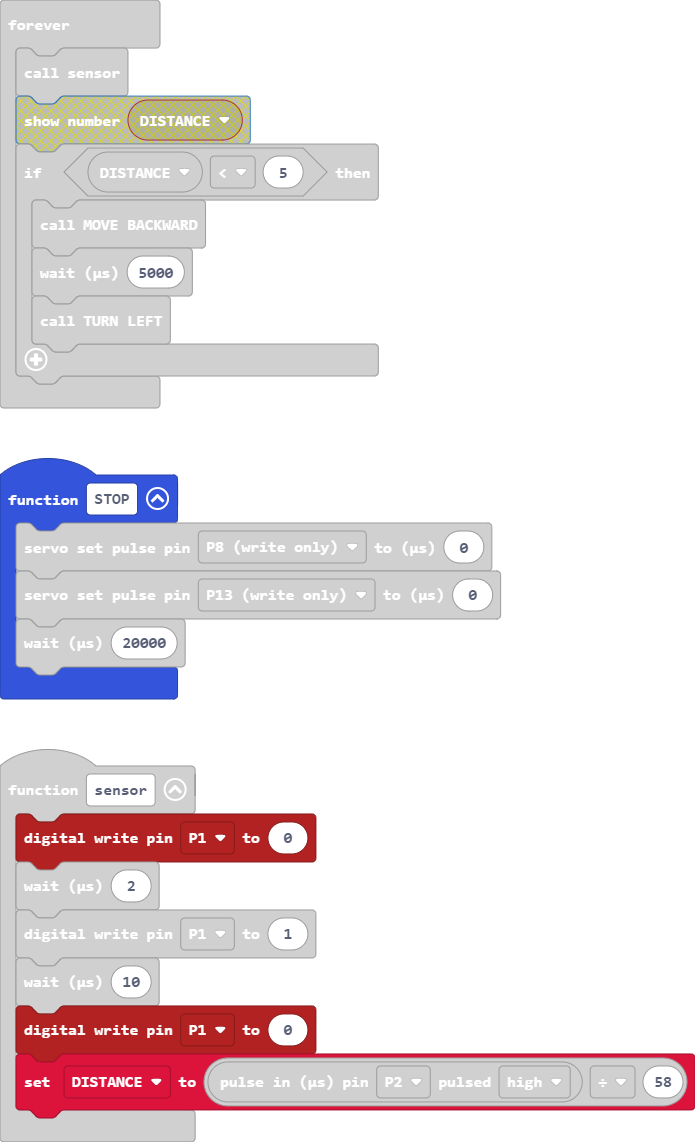 forever
call sensor
show number DISTANCE
if DISTANCE < 5 then
call MOVE BACKWARD
wait (µs) 5000
call TURN LEFT
function STOP
servo set pulse pin P8 (write only) to (µs) 0
servo set pulse pin P13 (write only) to (µs) 0
wait (µs) 20000
function sensor
digital write pin P1 to 0
wait (µs) 2
digital write pin P1 to 1
wait (µs) 10
digital write pin P1 to 0
set DISTANCE to pulse in (µs) pin P2 pulsed high ÷ 58